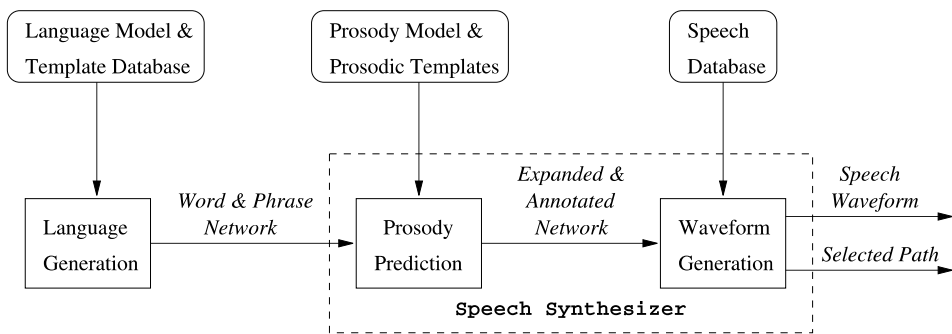 Language Model &
Template Database
Prosody Model &
Prosodic Templates
Speech
Database
Language
Generation
Word & Phrase
Network
Prosody
Prediction
Expanded &
Annotated
Network
Waveform
Generation
Speech
Waveform
Selected Path
Speech Synthesizer